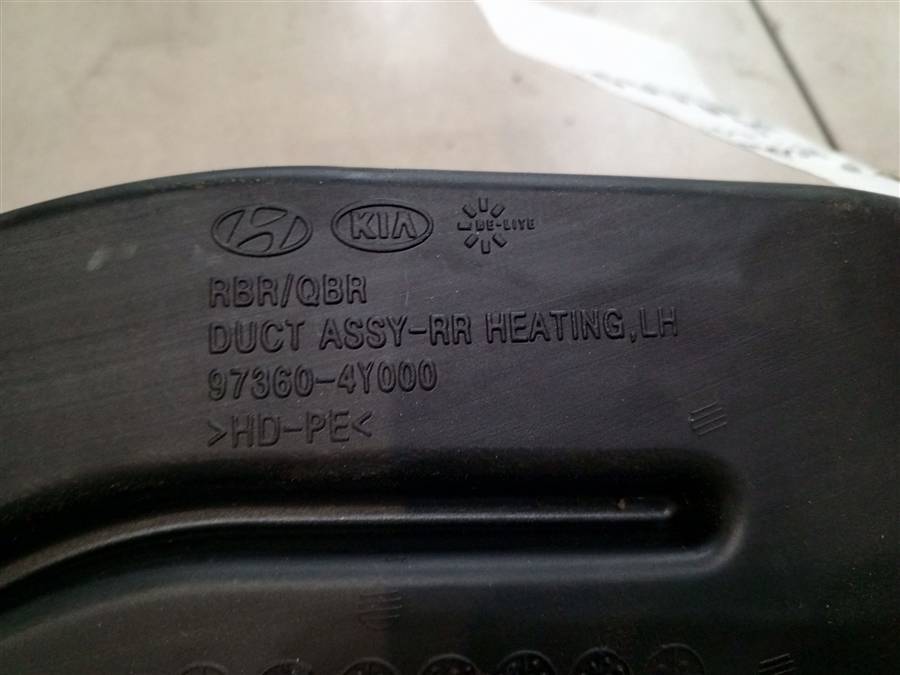 KIA BE-LITE
RBR/QBR
DUCT ASSY-RR HEATING,LH
97360-4Y000
>HD-PE<